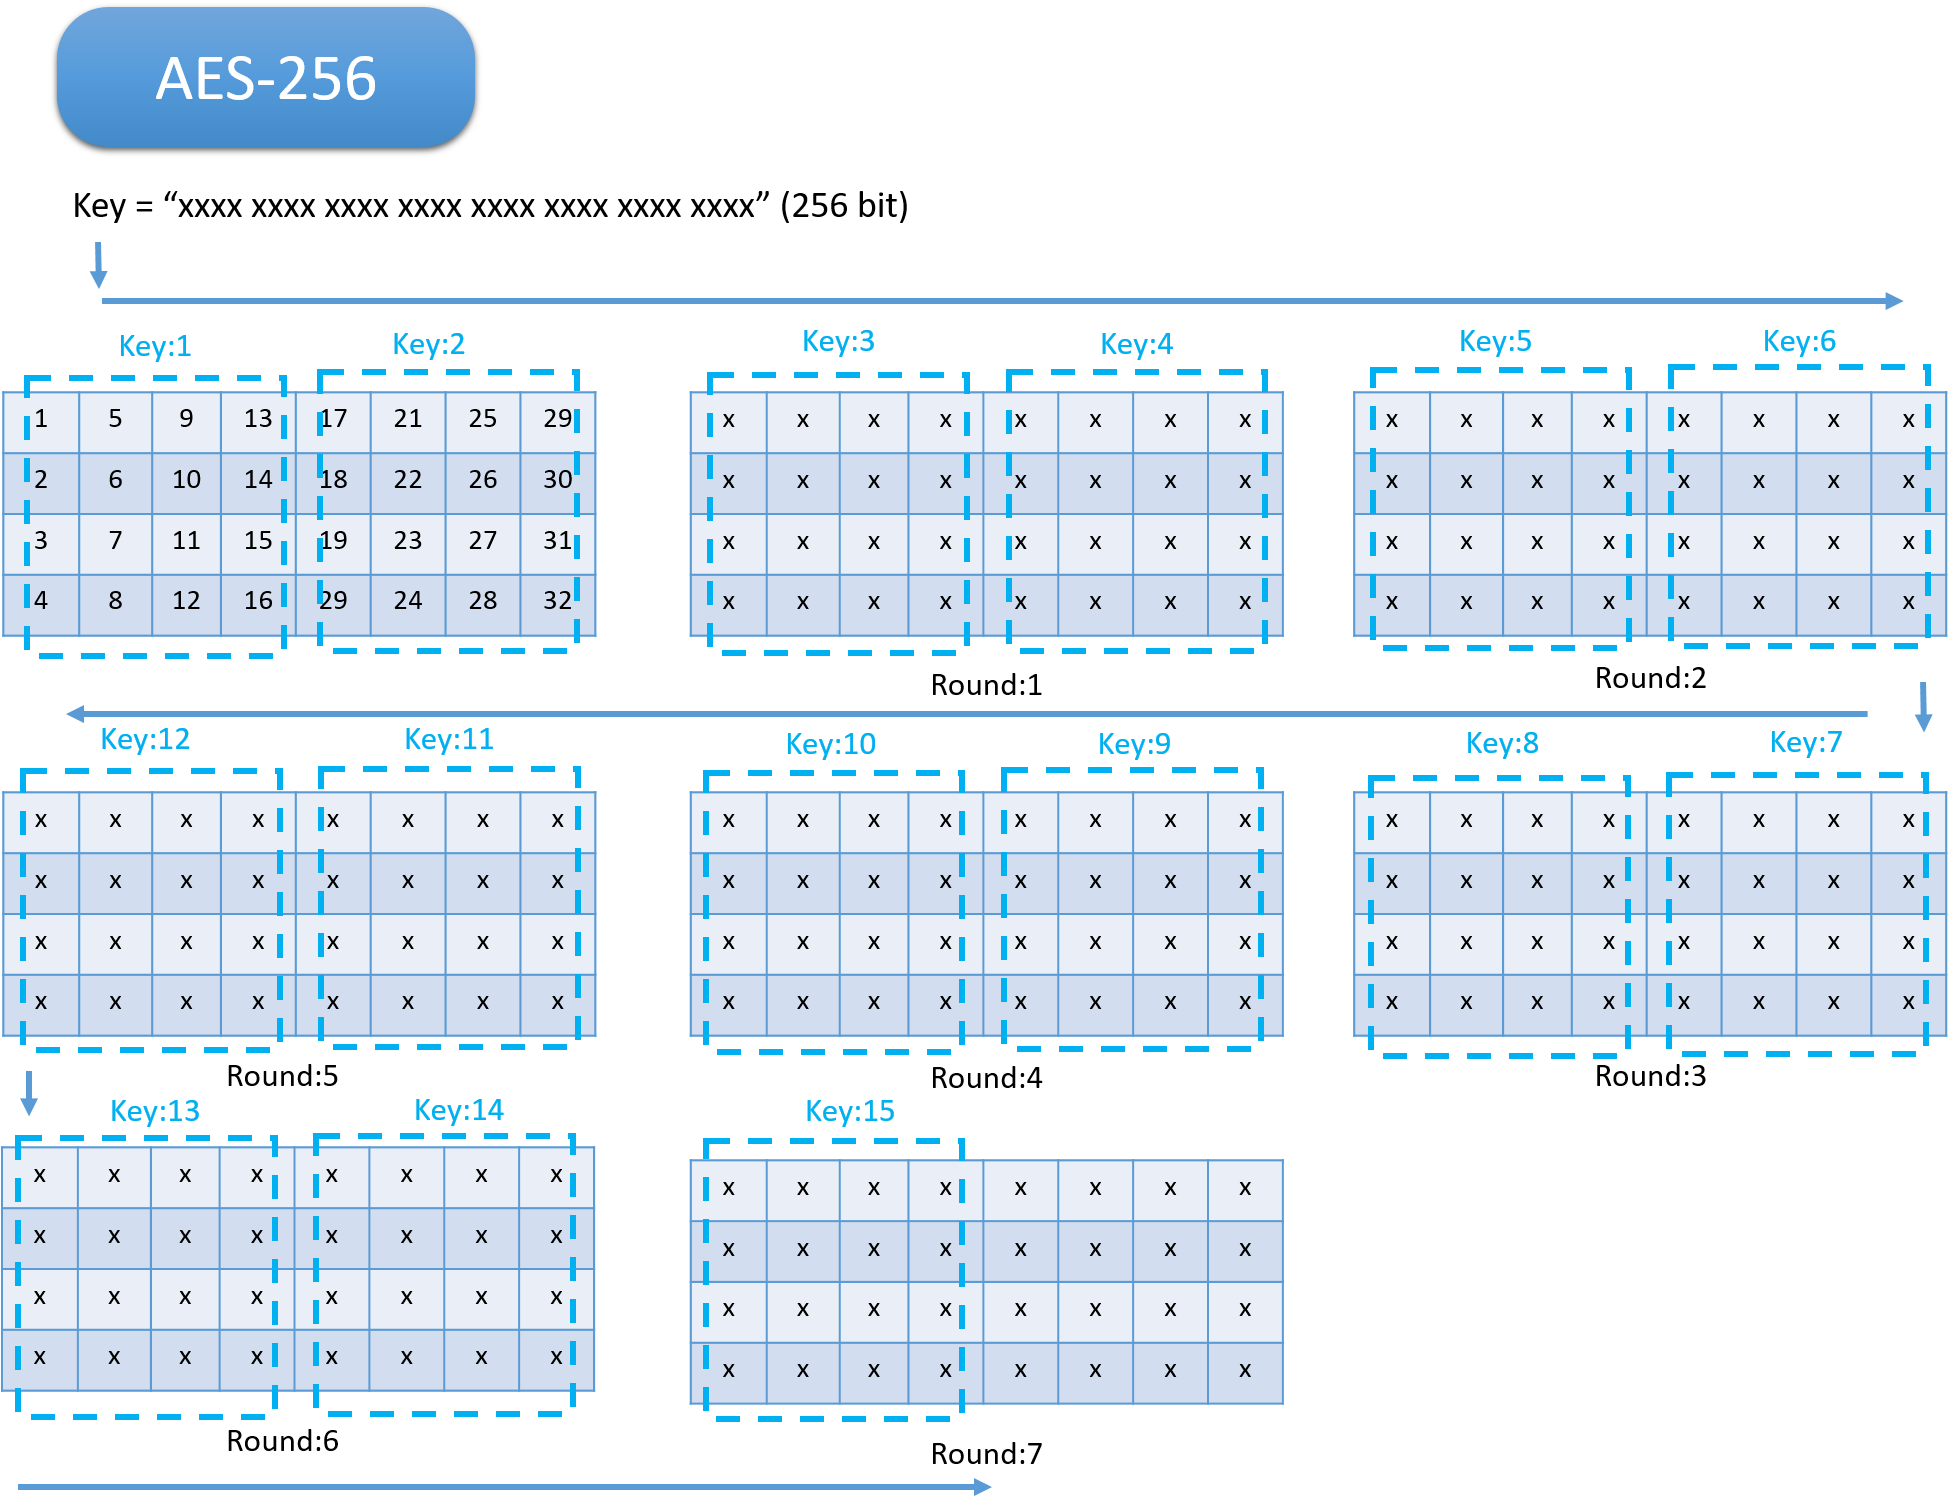 AES-256
Key = “xxxx xxxx xxxx xxxx xxxx xxxx xxxx xxxx” (256 bit)
Key:1 Key:2 Key:3 Key:4 Key:5 Key:6
1 5 9 13 17 21 25 29 x x x x x x x x x x x x x x x x
2 6 10 14 18 22 26 30 x x x x x x x x x x x x x x x x
3 7 11 15 19 23 27 31 x x x x x x x x x x x x x x x x
4 8 12 16 29 24 28 32 x x x x x x x x x x x x x x x x
Round:1 Round:2
Key:12 Key:11 Key:10 Key:9 Key:8 Key:7
x x x x x x x x x x x x x x x x x x x x x x x x
x x x x x x x x x x x x x x x x x x x x x x x x
x x x x x x x x x x x x x x x x x x x x x x x x
x x x x x x x x x x x x x x x x x x x x x x x x
Round:5 Round:4 Round:3
Key:13 Key:14 Key:15
x x x x x x x x x x x x x x x x
x x x x x x x x x x x x x x x x
x x x x x x x x x x x x x x x x
x x x x x x x x x x x x x x x x
Round:6 Round:7